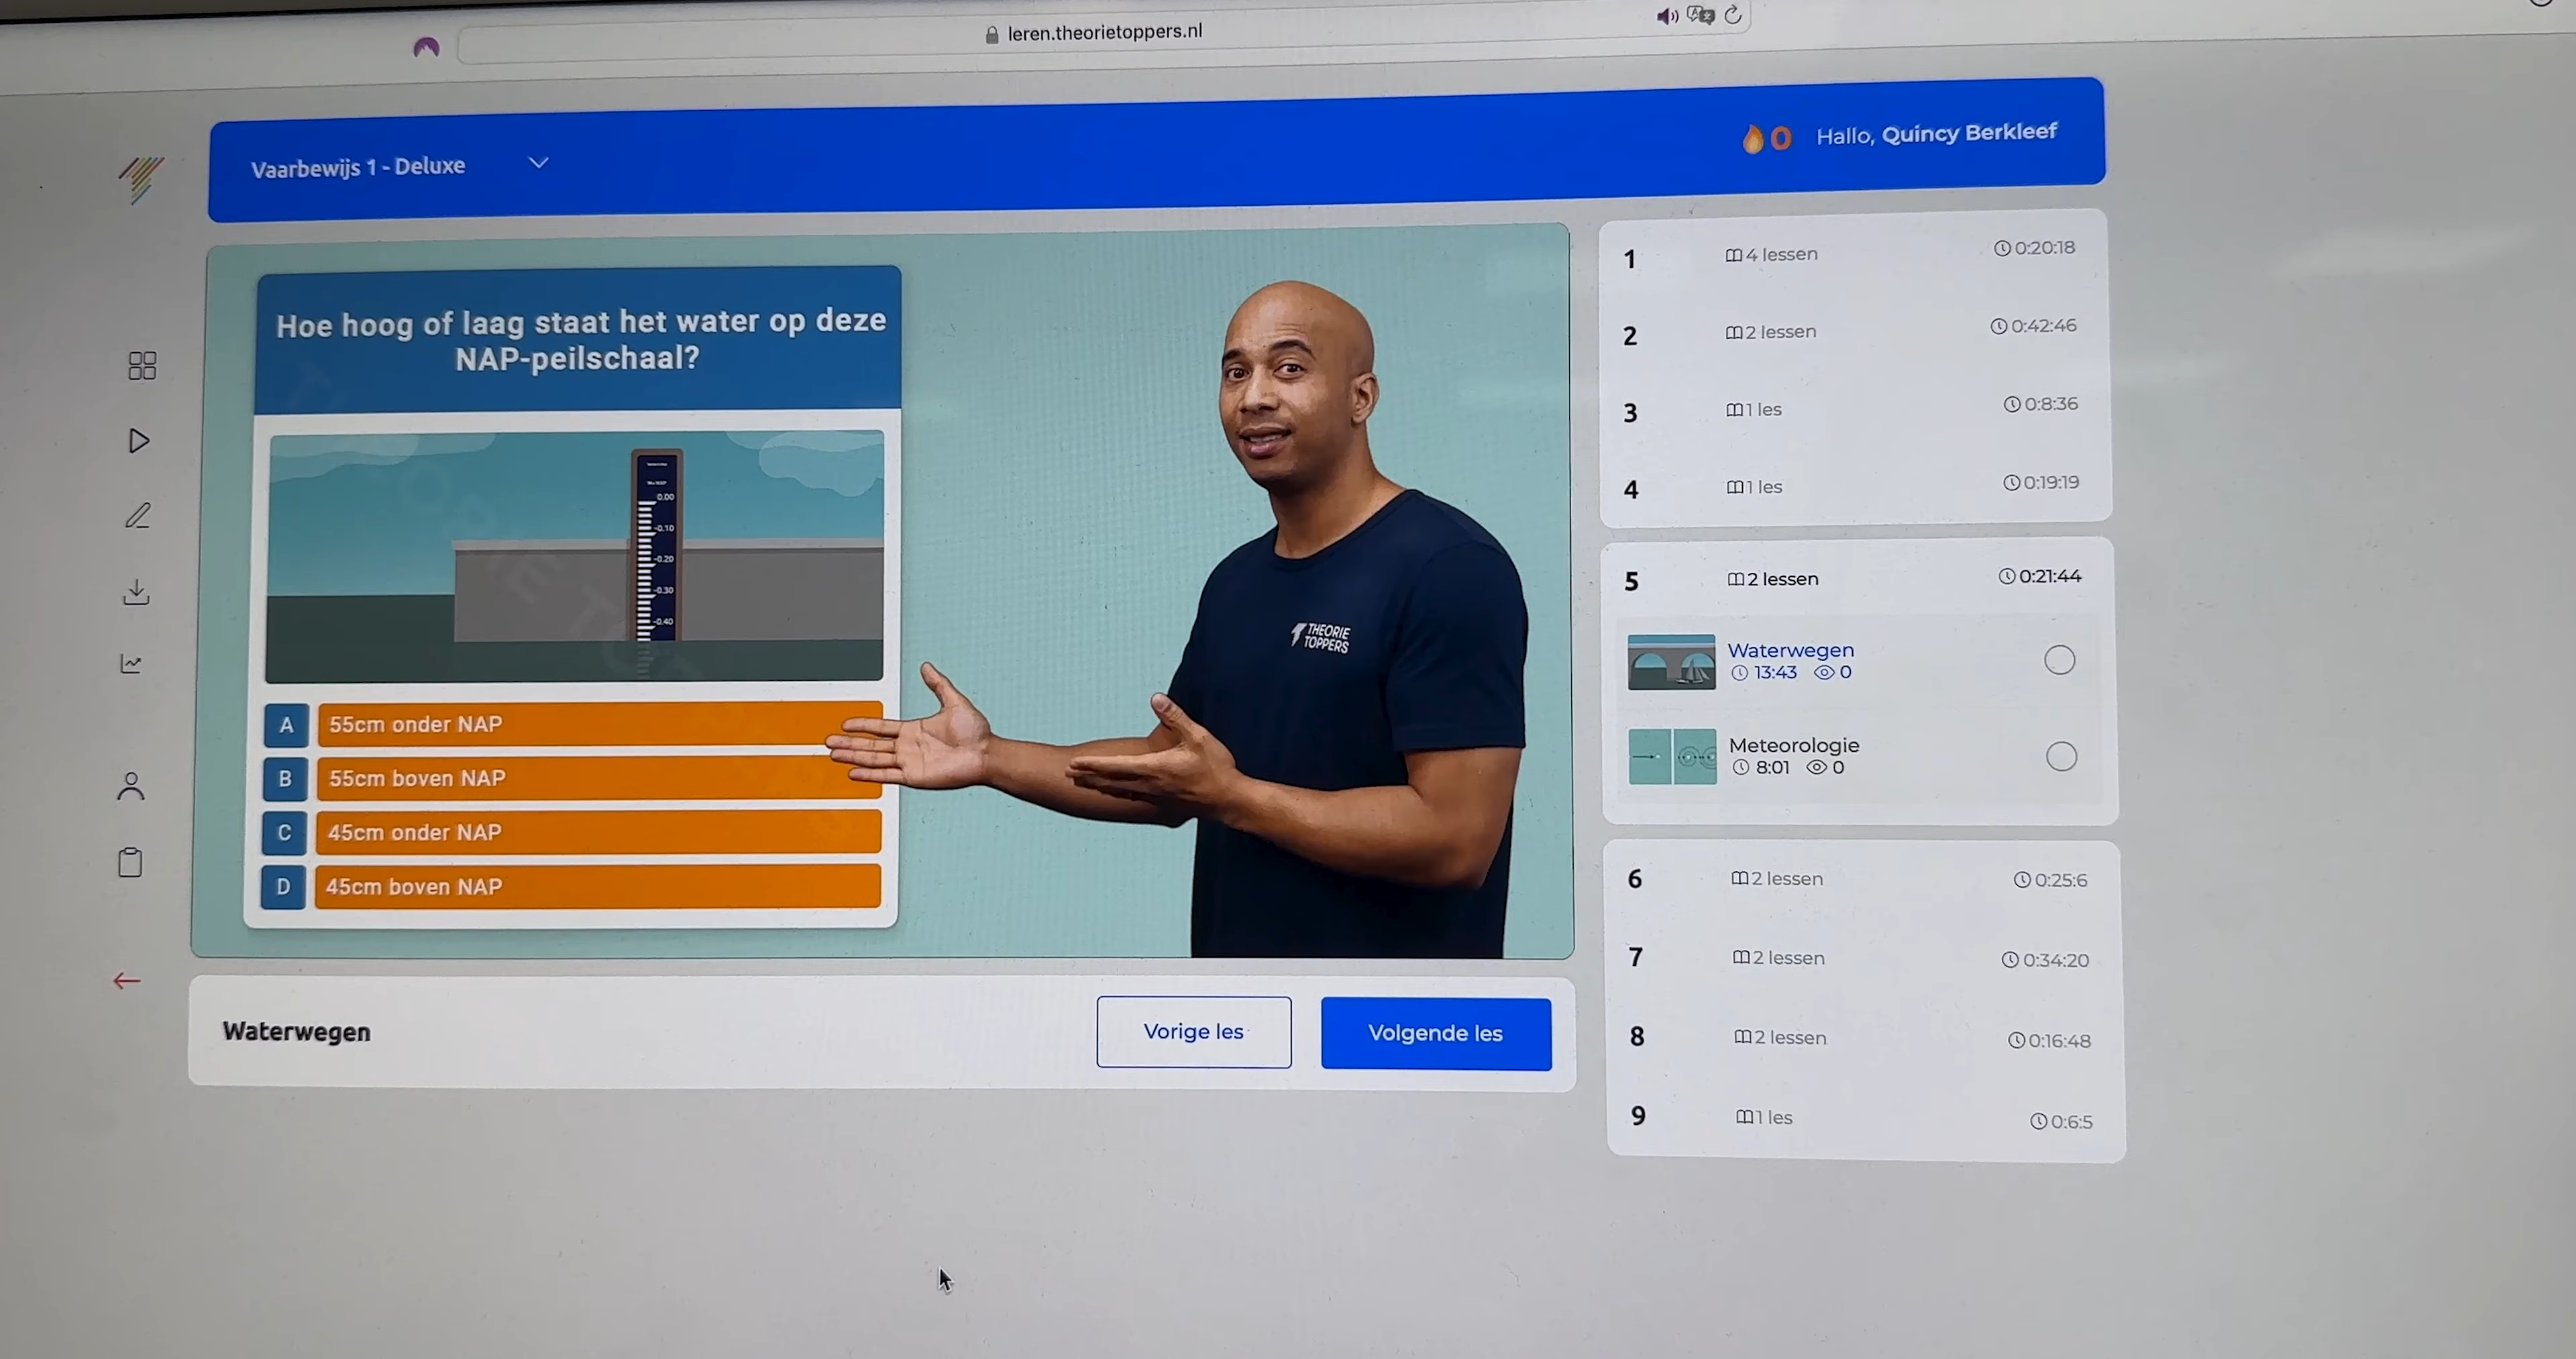 leren.theorietoppers.nl
Vaarbewijs 1 - Deluxe
0 Hallo, Quincy Berkleef
Hoe hoog of laag staat het water op deze
NAP-peilschaal?
0.00
-0.10
-0.20
-0.30
-0.40
A 55cm onder NAP
B 55cm boven NAP
C 45cm onder NAP
D 45cm boven NAP
THEORIE
TOPPERS
Waterwegen
Vorige les
Volgende les
1 4 lessen 0:20:18
2 2 lessen 0:42:46
3 1 les 0:8:36
4 1 les 0:19:19
5 2 lessen 0:21:44
Waterwegen
13:43 0
Meteorologie
8:01 0
6 2 lessen 0:25:6
7 2 lessen 0:34:20
8 2 lessen 0:16:48
9 1 les 0:6:5